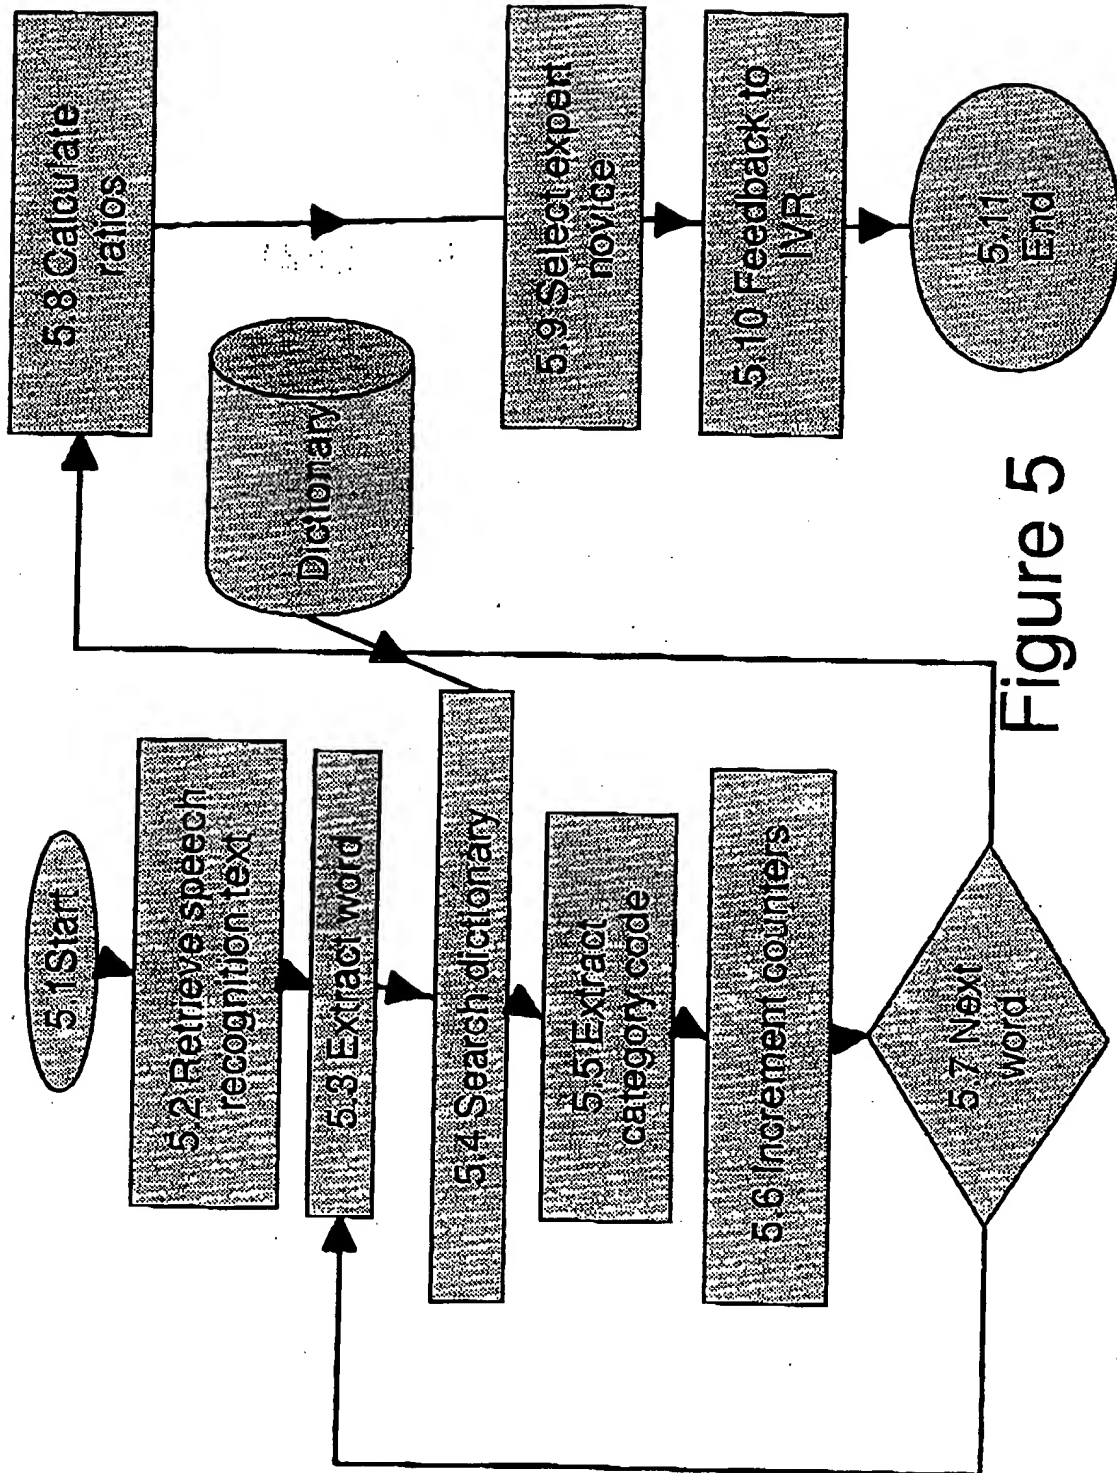 5.1 Start
5.2 Retrieve speech
recognition text
5.3 Extract word
5.4 Search dictionary
5.5 Extract
category code
5.6 Increment counters
5.7 Next
word
Dictionary
5.8 Calculate
ratios
5.9 Select expert
novice
5.10 Feedback to
IVR
5.11
End
Figure 5